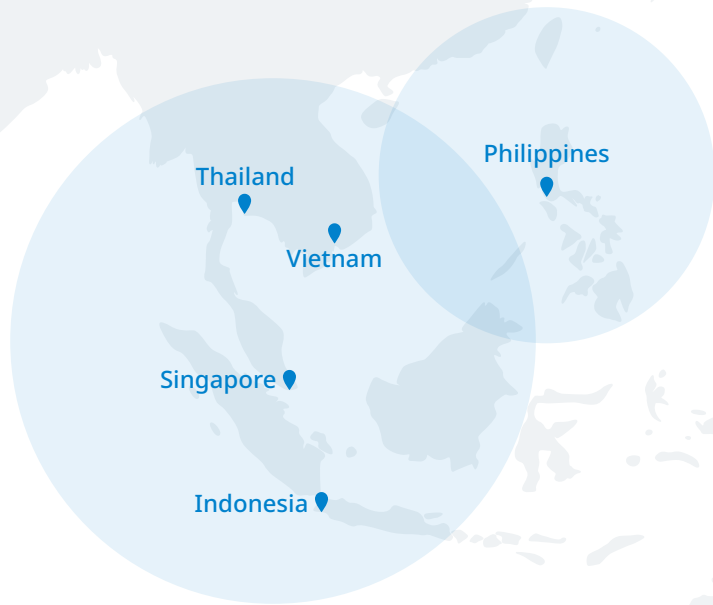 Philippines
Thailand
Vietnam
Singapore
Indonesia